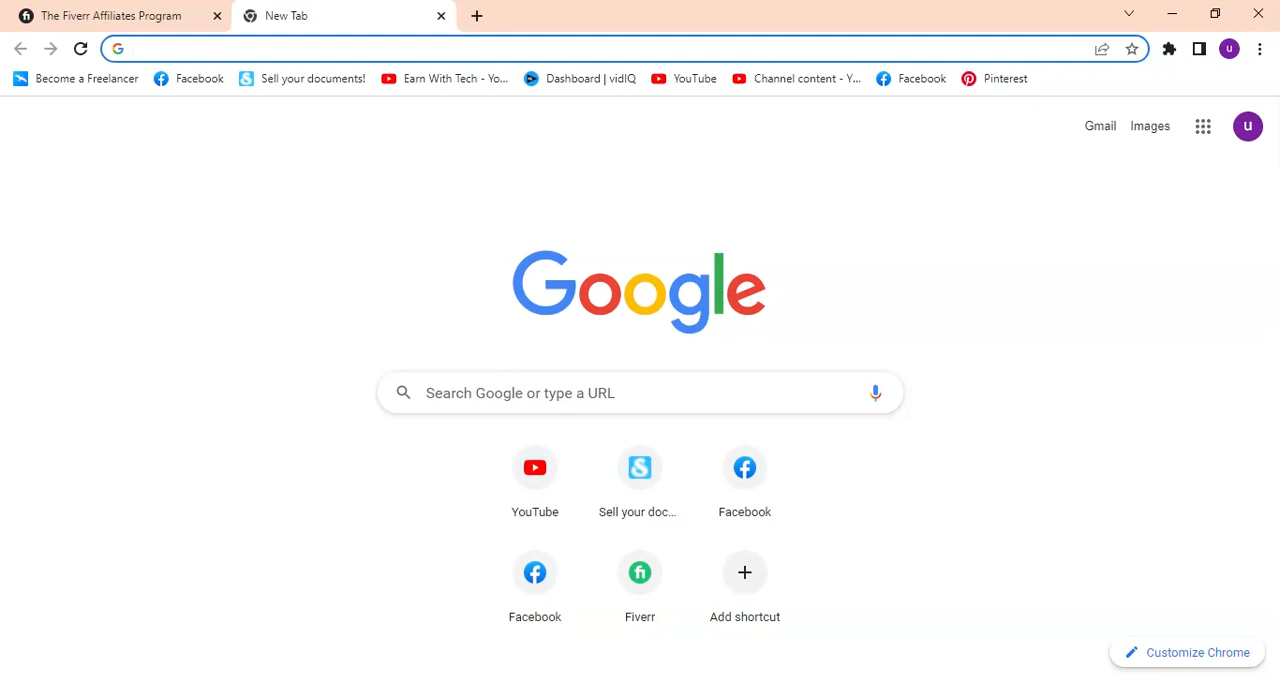 The Fiverr Affiliates Program
New Tab
Become a Freelancer
Facebook
Sell your documents!
Earn With Tech - Yo...
Dashboard | vidIQ
YouTube
Channel content - Y...
Facebook
Pinterest
u
Gmail
Images
u
Google
Search Google or type a URL
YouTube
Sell your doc...
Facebook
Facebook
Fiverr
Add shortcut
Customize Chrome